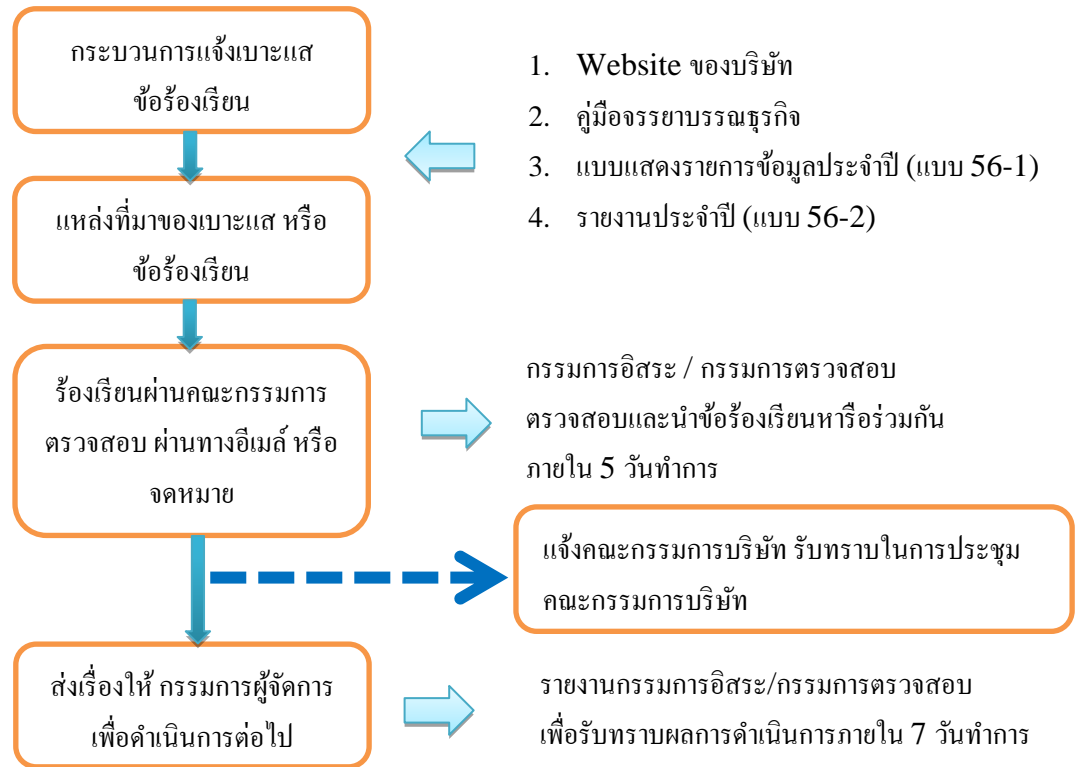 กระบวนการแจ้งเบาะแส
ข้อร้องเรียน
1. Website ของบริษัท
2. คู่มือจรรยาบรรณธุรกิจ
3. แบบแสดงรายการข้อมูลประจำปี (แบบ 56-1)
4. รายงานประจำปี (แบบ 56-2)
แหล่งที่มาของเบาะแส หรือ
ข้อร้องเรียน
ร้องเรียนผ่านคณะกรรมการ
ตรวจสอบ ผ่านทางอีเมล์ หรือ
จดหมาย
กรรมการอิสระ / กรรมการตรวจสอบ
ตรวจสอบและนำข้อร้องเรียนหารือร่วมกัน
ภายใน 5 วันทำการ
แจ้งคณะกรรมการบริษัท รับทราบในการประชุม
คณะกรรมการบริษัท
ส่งเรื่องให้ กรรมการผู้จัดการ
เพื่อดำเนินการต่อไป
รายงานกรรมการอิสระ/กรรมการตรวจสอบ
เพื่อรับทราบผลการดำเนินการภายใน 7 วันทำการ